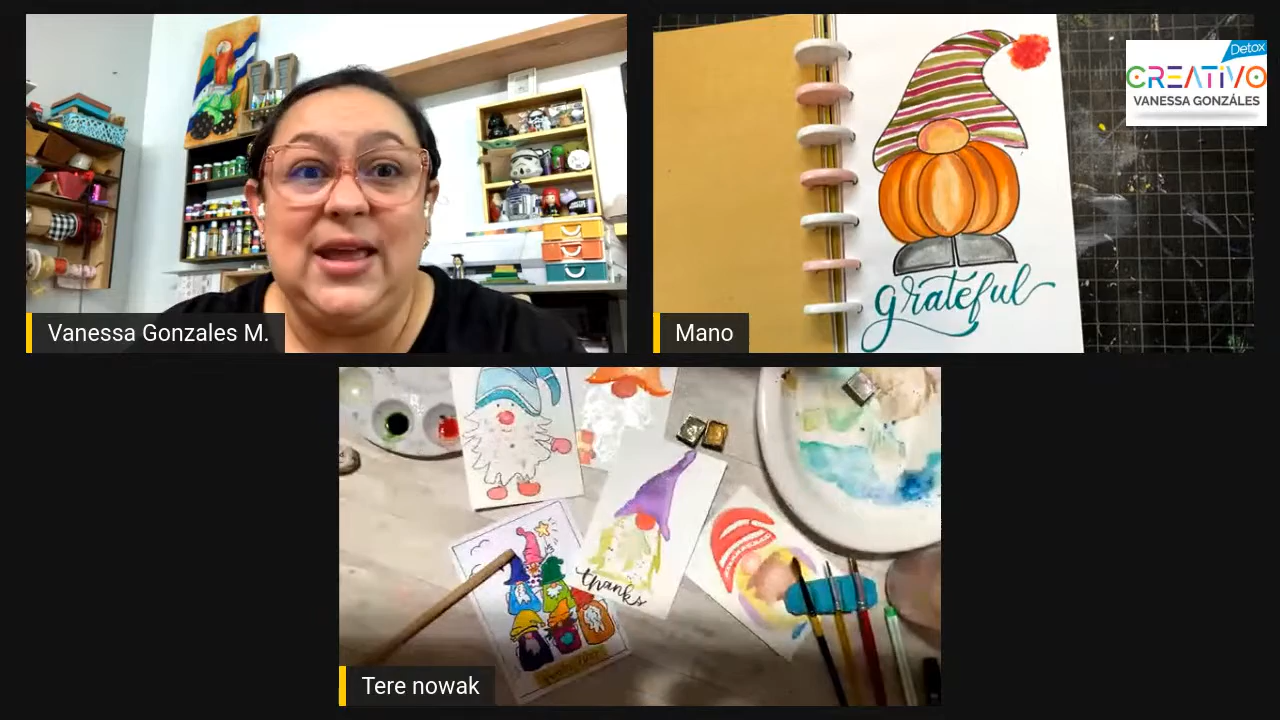 Vanessa Gonzales M.
Mano
grateful
Detox
CREATIVO
VANESSA GONZÁLES
thanks
Tere nowak